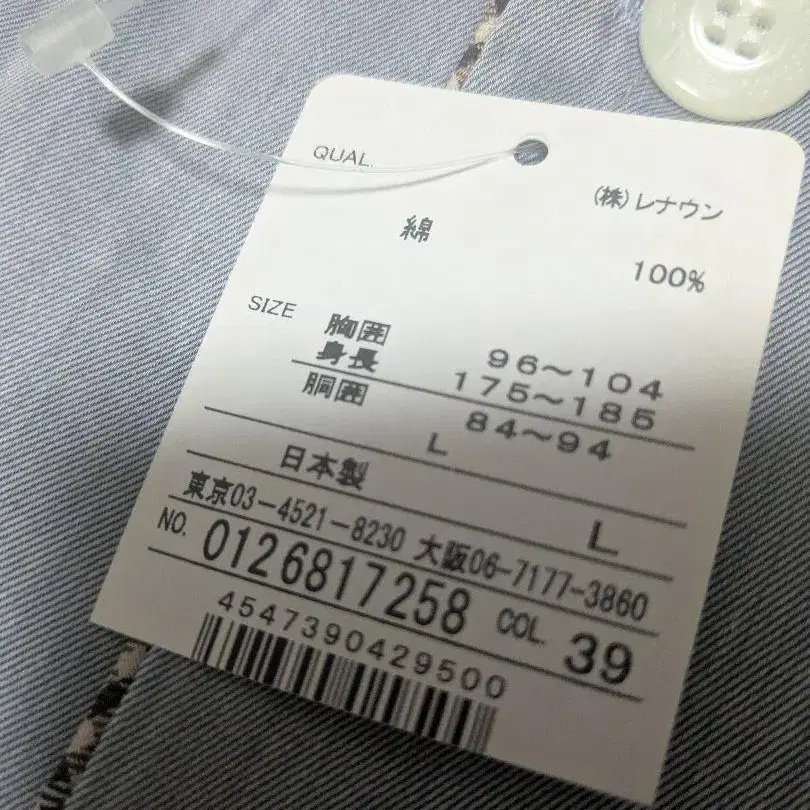 QUAL.
(株)レナウン
綿
100%
SIZE
胸囲 96~104
身長 175~185
胴囲 84~94
L
日本製 L
東京03-4521-8230 大阪06-7177-3860
NO. 0126817258 COL. 39
4547390429500